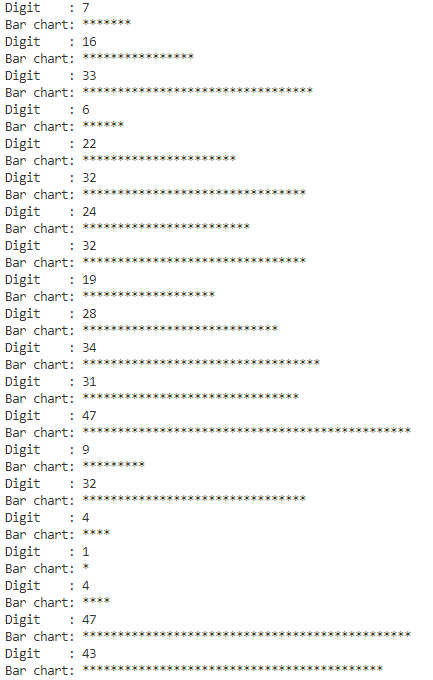 Digit    : 7
Bar chart: *******
Digit    : 16
Bar chart: ****************
Digit    : 33
Bar chart: *********************************
Digit    : 6
Bar chart: ******
Digit    : 22
Bar chart: **********************
Digit    : 32
Bar chart: ********************************
Digit    : 24
Bar chart: ************************
Digit    : 32
Bar chart: ********************************
Digit    : 19
Bar chart: *******************
Digit    : 28
Bar chart: ****************************
Digit    : 34
Bar chart: **********************************
Digit    : 31
Bar chart: *******************************
Digit    : 47
Bar chart: ***********************************************
Digit    : 9
Bar chart: *********
Digit    : 32
Bar chart: ********************************
Digit    : 4
Bar chart: ****
Digit    : 1
Bar chart: *
Digit    : 4
Bar chart: ****
Digit    : 47
Bar chart: ***********************************************
Digit    : 43
Bar chart: *******************************************